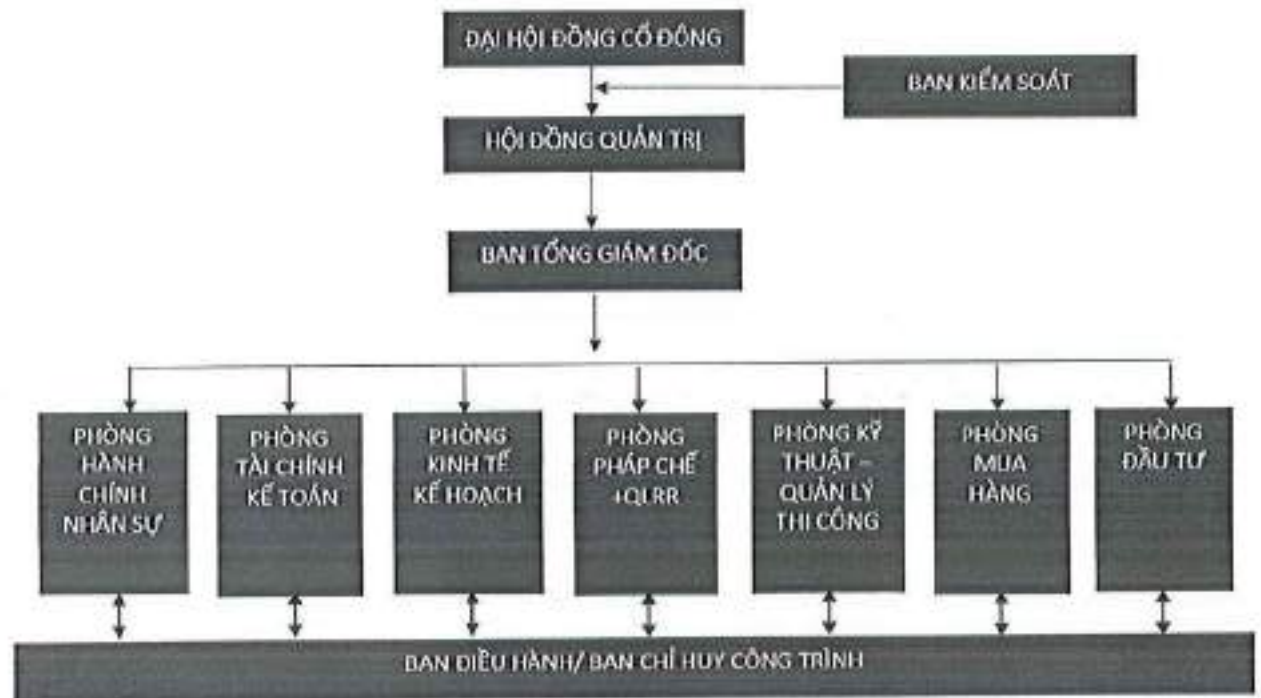 ĐẠI HỘI ĐỒNG CỔ ĐÔNG
BAN KIỂM SOÁT
HỘI ĐỒNG QUẢN TRỊ
BAN TỔNG GIÁM ĐỐC
PHÒNG
HÀNH
CHÍNH
NHÂN SỰ
PHÒNG
TÀI CHÍNH
KẾ TOÁN
PHÒNG
KINH TẾ
KẾ HOẠCH
PHÒNG
PHÁP CHẾ
+QLRR
PHÒNG KỸ
THUẬT –
QUẢN LÝ
THI CÔNG
PHÒNG
MUA
HÀNG
PHÒNG
ĐẦU TƯ
BAN ĐIỀU HÀNH/ BAN CHỈ HUY CÔNG TRÌNH